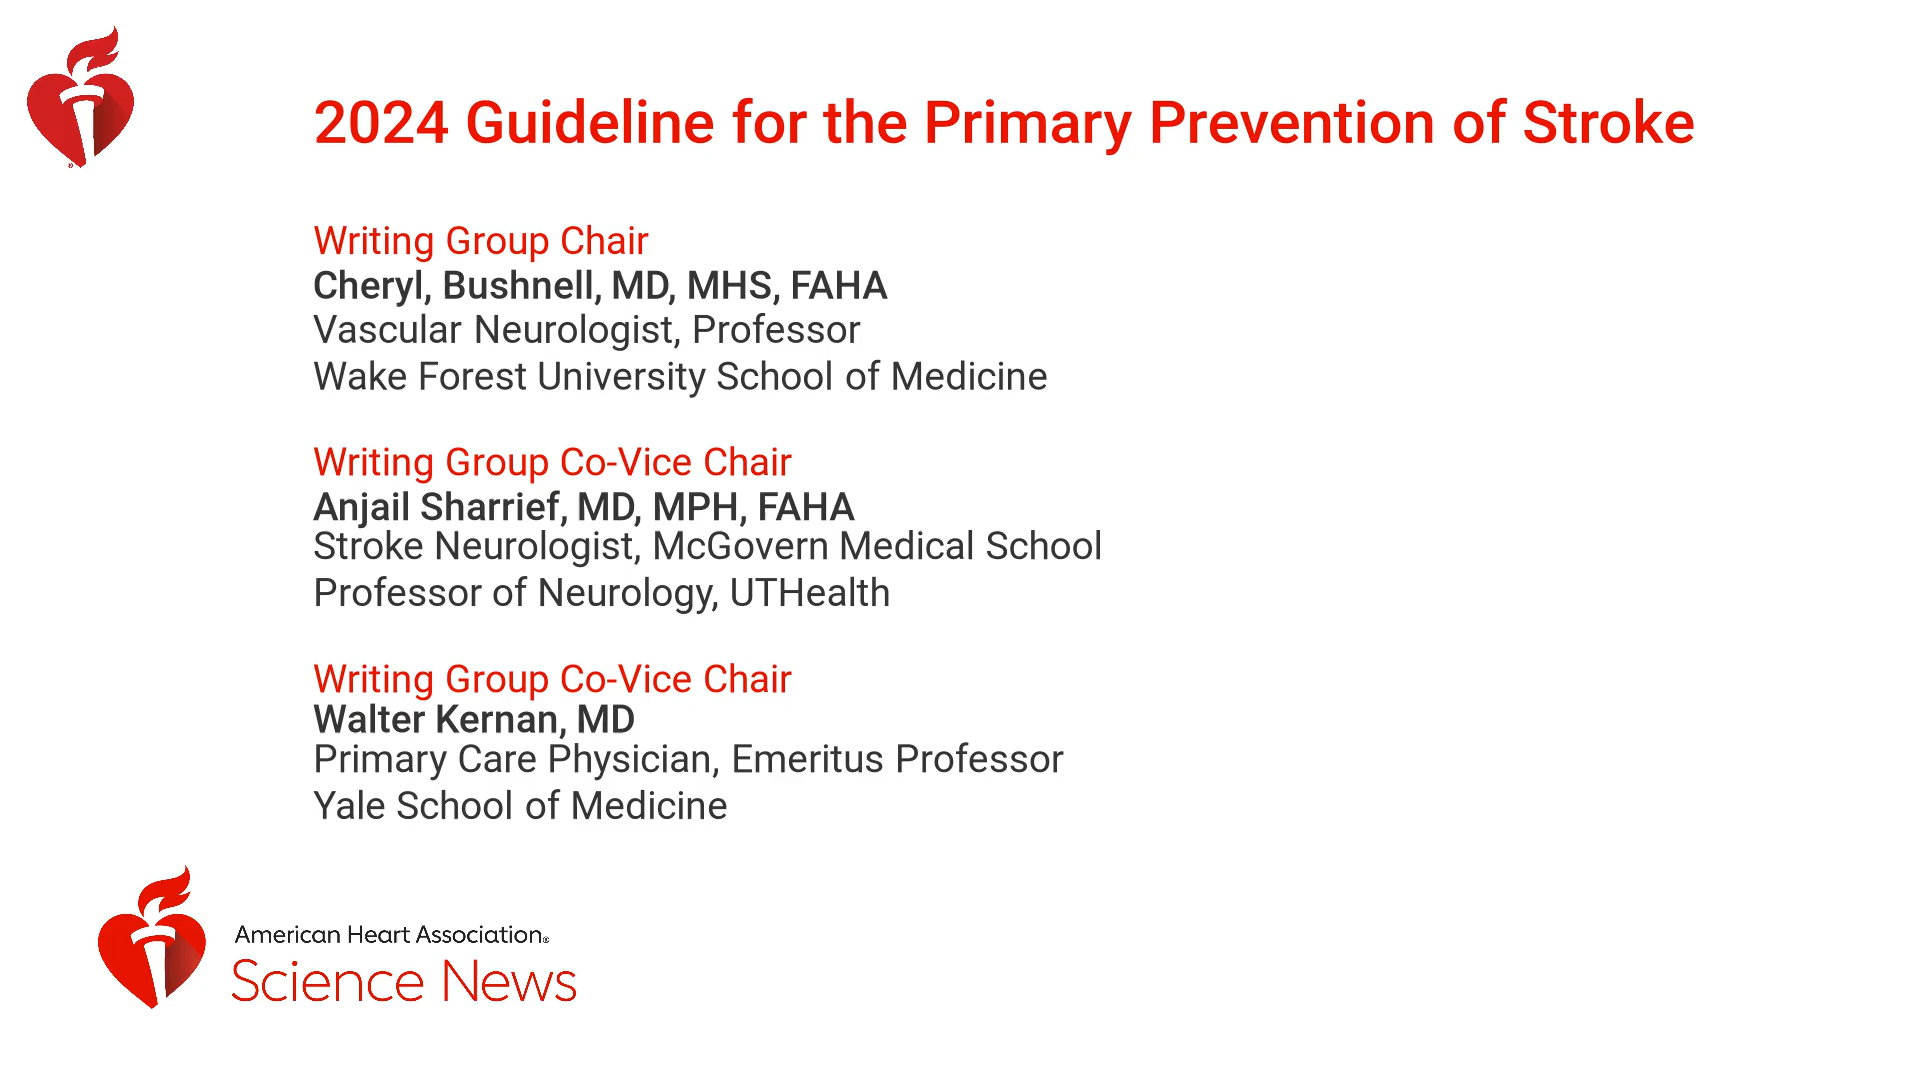 2024 Guideline for the Primary Prevention of Stroke
Writing Group Chair
Cheryl, Bushnell, MD, MHS, FAHA
Vascular Neurologist, Professor
Wake Forest University School of Medicine
Writing Group Co-Vice Chair
Anjail Sharrief, MD, MPH, FAHA
Stroke Neurologist, McGovern Medical School
Professor of Neurology, UTHealth
Writing Group Co-Vice Chair
Walter Kernan, MD
Primary Care Physician, Emeritus Professor
Yale School of Medicine
American Heart Association®
Science News